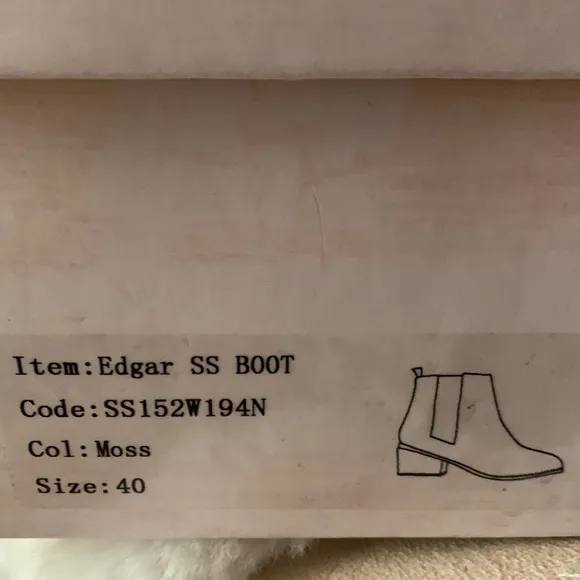 Item:Edgar SS BOOT
Code:SS152W194N
Col:Moss
Size:40